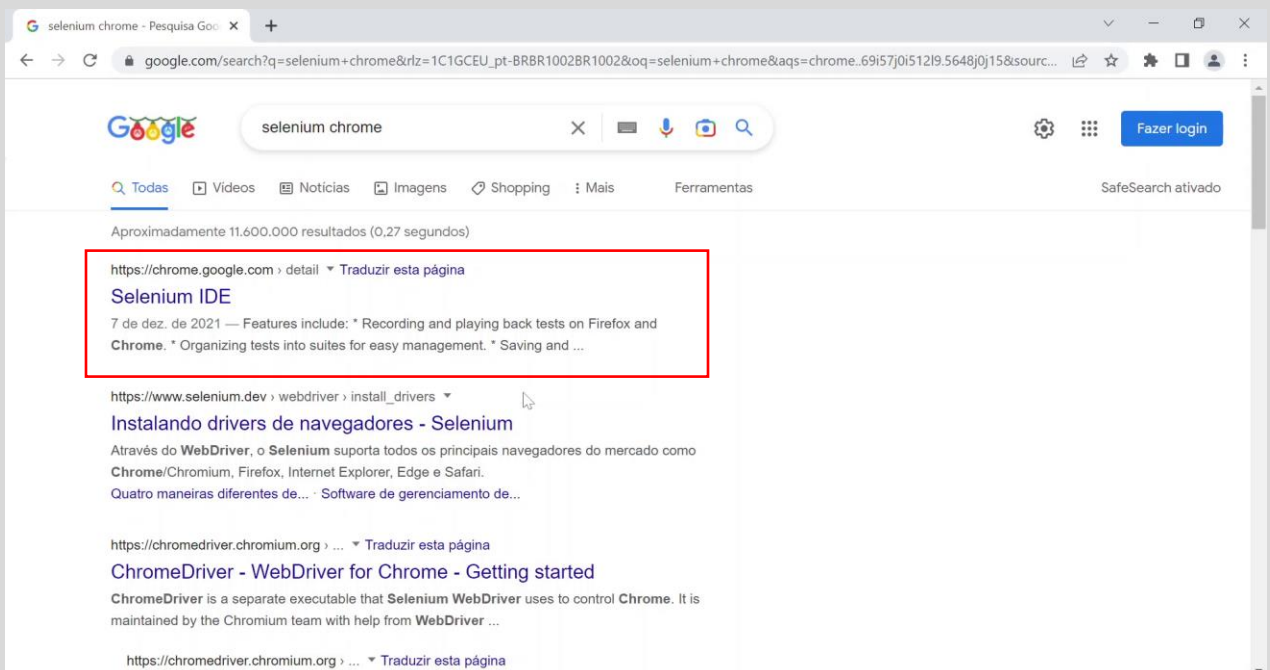 selenium chrome - Pesquisa Goo
google.com/search?q=selenium+chrome&rlz=1C1GCEU_pt-BRBR1002BR1002&oq=selenium+chrome&aqs=chrome..69i57j0i512l9.5648j0j15&sourc...
Google selenium chrome Fazer login
Todas Vídeos Notícias Imagens Shopping Mais Ferramentas SafeSearch ativado
Aproximadamente 11.600.000 resultados (0,27 segundos)
https://chrome.google.com › detail Traduzir esta página
Selenium IDE
7 de dez. de 2021 — Features include: * Recording and playing back tests on Firefox and
Chrome. * Organizing tests into suites for easy management. * Saving and ...
https://www.selenium.dev › webdriver › install_drivers
Instalando drivers de navegadores - Selenium
Através do WebDriver, o Selenium suporta todos os principais navegadores do mercado como
Chrome/Chromium, Firefox, Internet Explorer, Edge e Safari.
Quatro maneiras diferentes de... · Software de gerenciamento de...
https://chromedriver.chromium.org › ... Traduzir esta página
ChromeDriver - WebDriver for Chrome - Getting started
ChromeDriver is a separate executable that Selenium WebDriver uses to control Chrome. It is
maintained by the Chromium team with help from WebDriver ...
https://chromedriver.chromium.org › ... Traduzir esta página